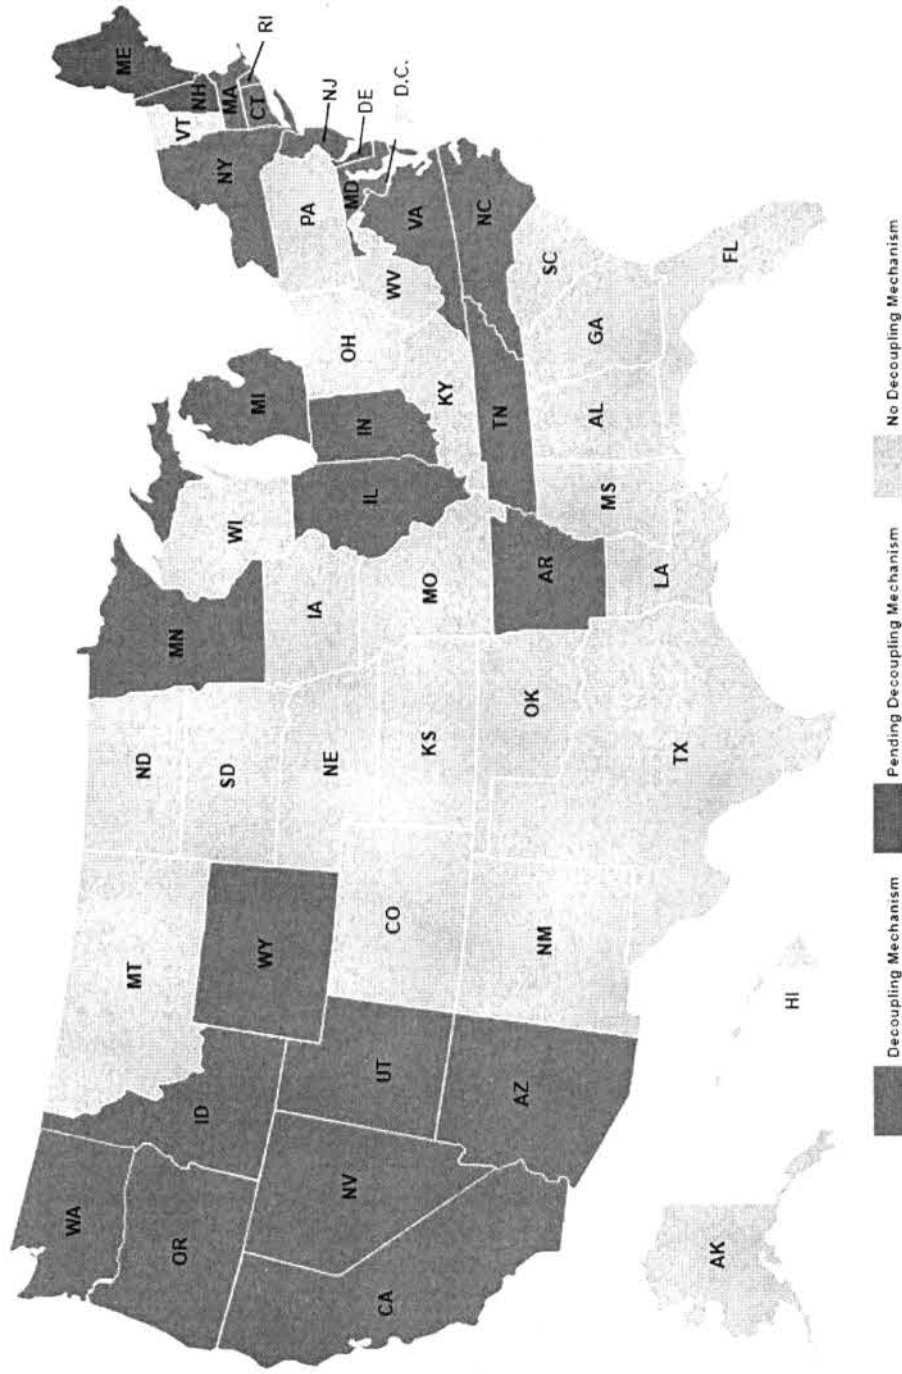 WA
OR
CA
NV
ID
UT
AZ
MT
WY
CO
NM
ND
SD
NE
KS
OK
TX
MN
IA
MO
AR
LA
WI
IL
MS
MI
IN
KY
TN
AL
OH
WV
GA
SC
FL
PA
VA
NC
NY
VT
NH
ME
MA
CT
RI
NJ
DE
MD
D.C.
AK
HI
Decoupling Mechanism
Pending Decoupling Mechanism
No Decoupling Mechanism